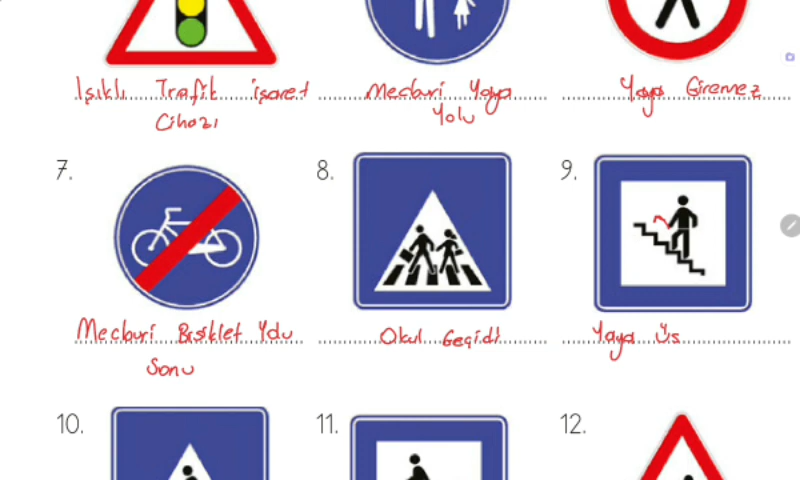 Işıklı Trafik işaret
Cihazı
Mecburi Yaya
Yolu
Yaya Giremez
7.
8.
9.
Mecburi Bisiklet Yolu
Sonu
Okul Geçidi
Yaya Üs
10.
11.
12.